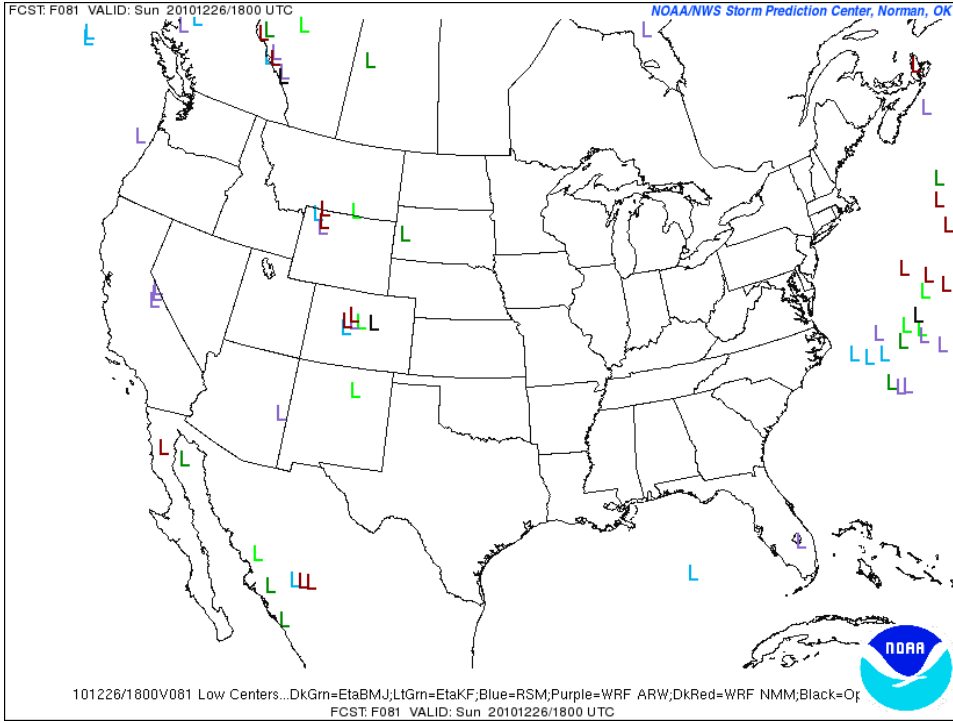 FCST: F081 VALID: Sun 20101226/1800 UTC
NOAA/NWS Storm Prediction Center, Norman, OK
L L L L L L L L L L L L L L
L L L L L L L L L L L L L
L L L L L L L L L L L L L
L L L L L L L L L L L L L
L L L L L L L L L L L L L
L L L L L L L
NOAA
101226/1800V081 Low Centers...DkGrn=EtaBMJ;LtGrn=EtaKF;Blue=RSM;Purple=WRF ARW;DkRed=WRF NMM;Black=Op
FCST: F081 VALID: Sun 20101226/1800 UTC